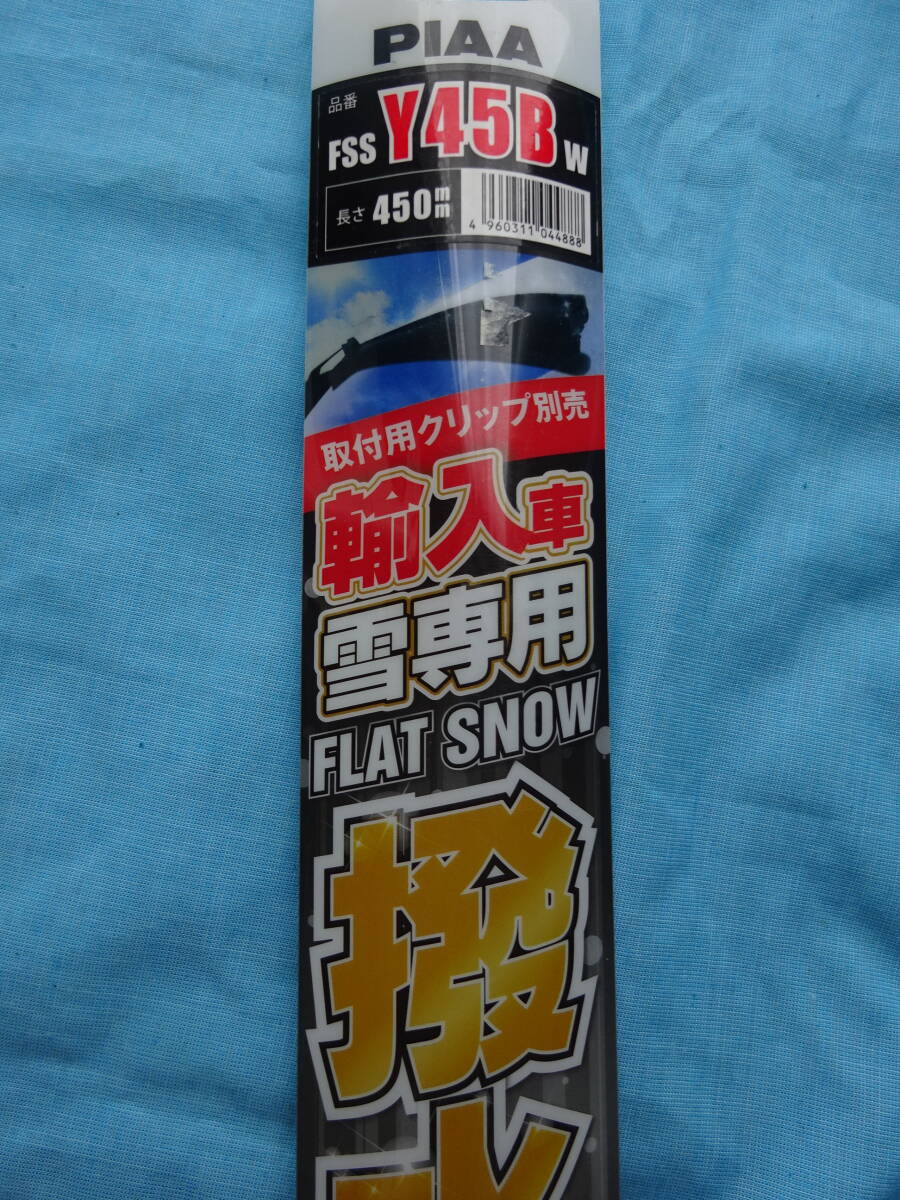 PIAA
品番
FSS Y45B W
長さ 450mm
4 960311 044888
取付用クリップ別売
輸入車
雪専用
FLAT SNOW
撥